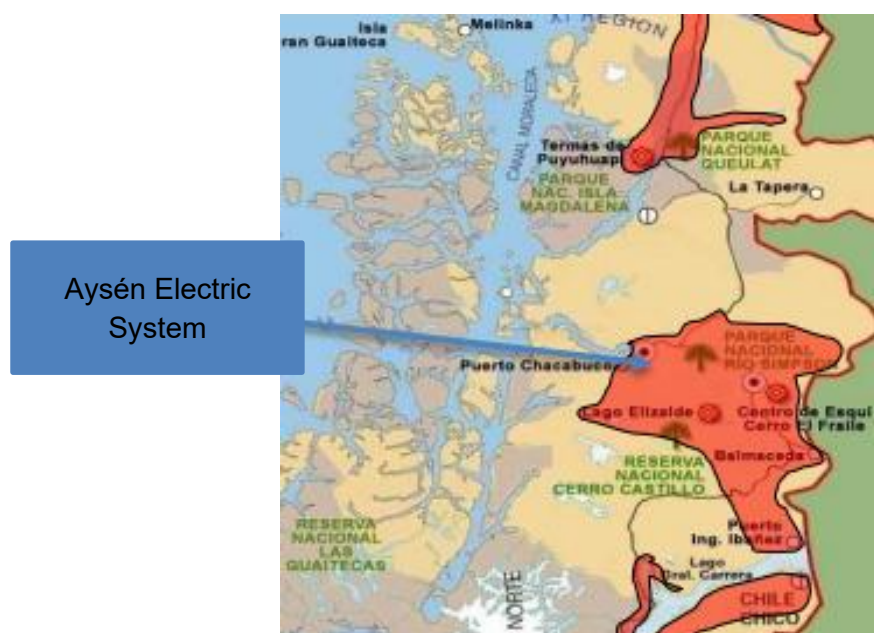 XI REGION
Isla
ran Guaiteca
Melinka
CANAL MORALEDA
Termas de
Puyuhuapi
PARQUE
NACIONAL
QUEULAT
PARQUE
NAC. ISLA
MAGDALENA
La Tapera
Aysén Electric
System
PARQUE
NACIONAL
RIO SIMPSON
Puerto Chacabuco
Lago Elizalde
Centro de Esqui
Cerro El Fraile
Balmaceda
RESERVA
NACIONAL
CERRO CASTILLO
RESERVA
NACIONAL
LAS
GUAITECAS
Puerto
Ing. Ibañez
Lago
Gral. Carrera
NORTE
CHILE
CHICO